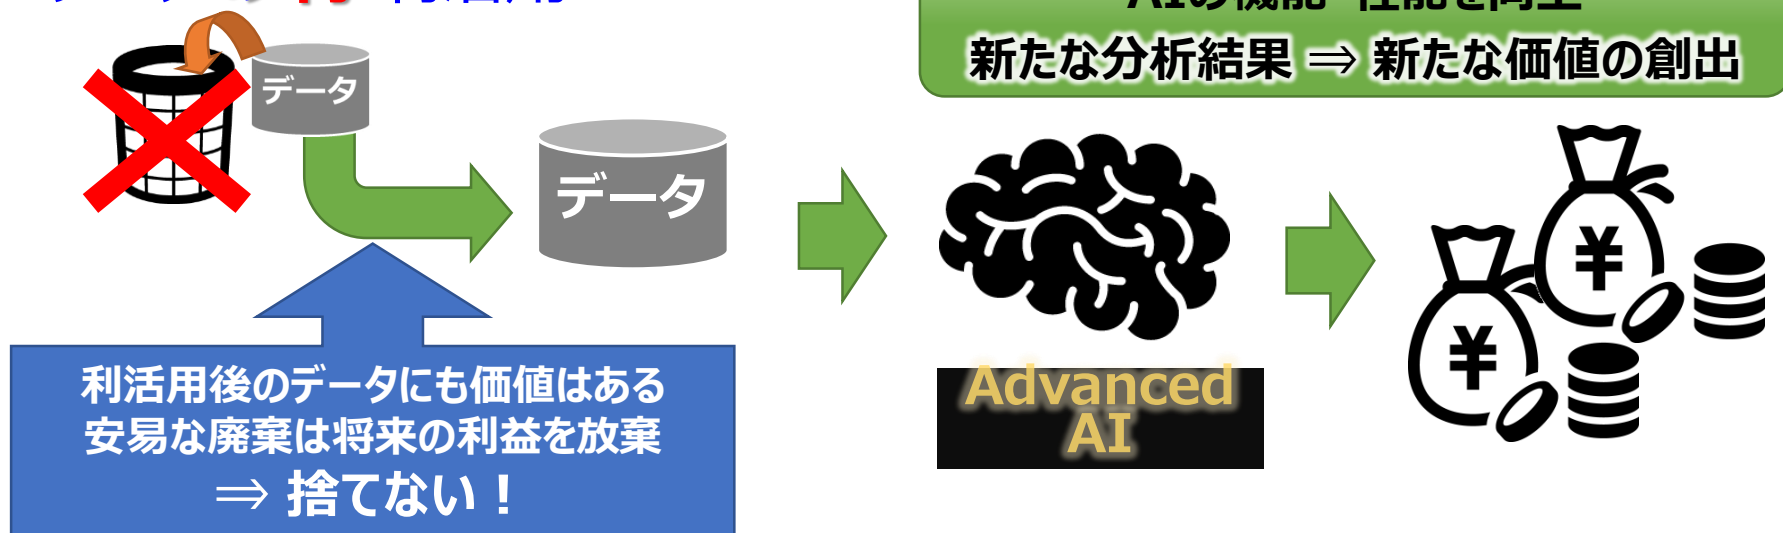 新たな分析結果 ⇒ 新たな価値の創出
データ
データ
Advanced
AI
¥
¥
利活用後のデータにも価値はある
安易な廃棄は将来の利益を放棄
⇒ 捨てない！